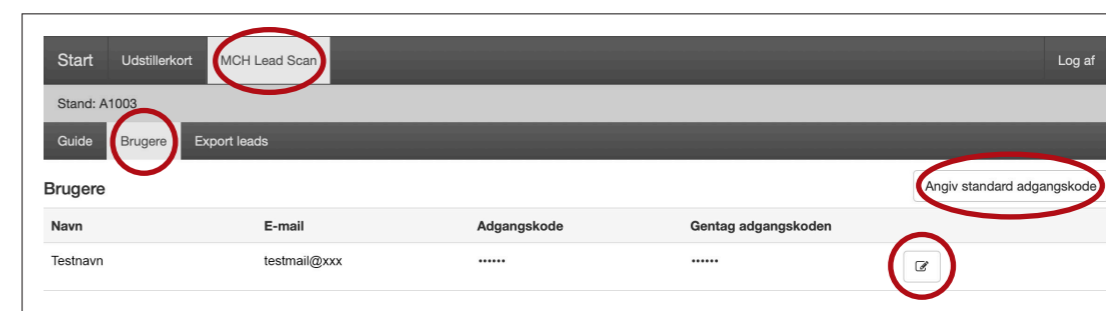 Start Udstillerkort MCH Lead Scan Log af
Stand: A1003
Guide Brugere Export leads
Brugere Angiv standard adgangskode
Navn E-mail Adgangskode Gentag adgangskoden
Testnavn testmail@xxx •••••• ••••••